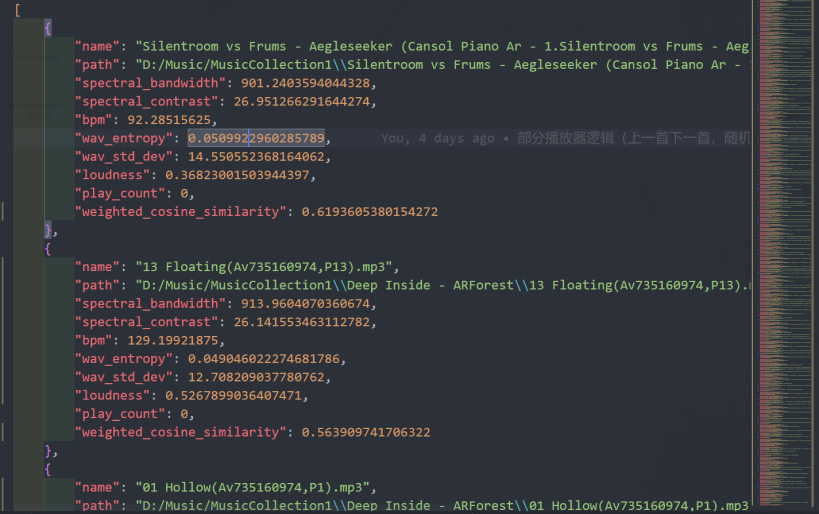 [
{
"name": "Silentroom vs Frums - Aegleseeker (Cansol Piano Ar - 1.Silentroom vs Frums - Aeg
"path": "D:/Music/MusicCollection1\\Silentroom vs Frums - Aegleseeker (Cansol Piano Ar -
"spectral_bandwidth": 901.2403594044328,
"spectral_contrast": 26.951266291644274,
"bpm": 92.28515625,
"wav_entropy": 0.0509922960285789, You, 4 days ago • 部分播放器逻辑（上一首下一首，随机
"wav_std_dev": 14.550552368164062,
"loudness": 0.36823001503944397,
"play_count": 0,
"weighted_cosine_similarity": 0.6193605380154272
},
{
"name": "13 Floating(Av735160974,P13).mp3",
"path": "D:/Music/MusicCollection1\\Deep Inside - ARForest\\13 Floating(Av735160974,P13).
"spectral_bandwidth": 913.9604070360674,
"spectral_contrast": 26.141553463112782,
"bpm": 129.19921875,
"wav_entropy": 0.049046022274681786,
"wav_std_dev": 12.708209037780762,
"loudness": 0.5267899036407471,
"play_count": 0,
"weighted_cosine_similarity": 0.563909741706322
},
{
"name": "01 Hollow(Av735160974,P1).mp3",
"path": "D:/Music/MusicCollection1\\Deep Inside - ARForest\\01 Hollow(Av735160974,P1).mp3